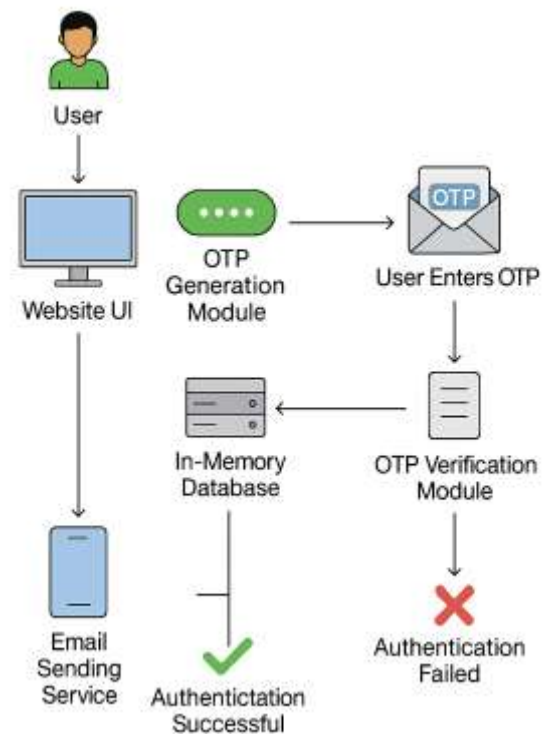 User
Website UI
OTP
Generation
Module
OTP
User Enters OTP
In-Memory
Database
OTP Verification
Module
Email
Sending
Service
Authentictation
Successful
Authentication
Failed